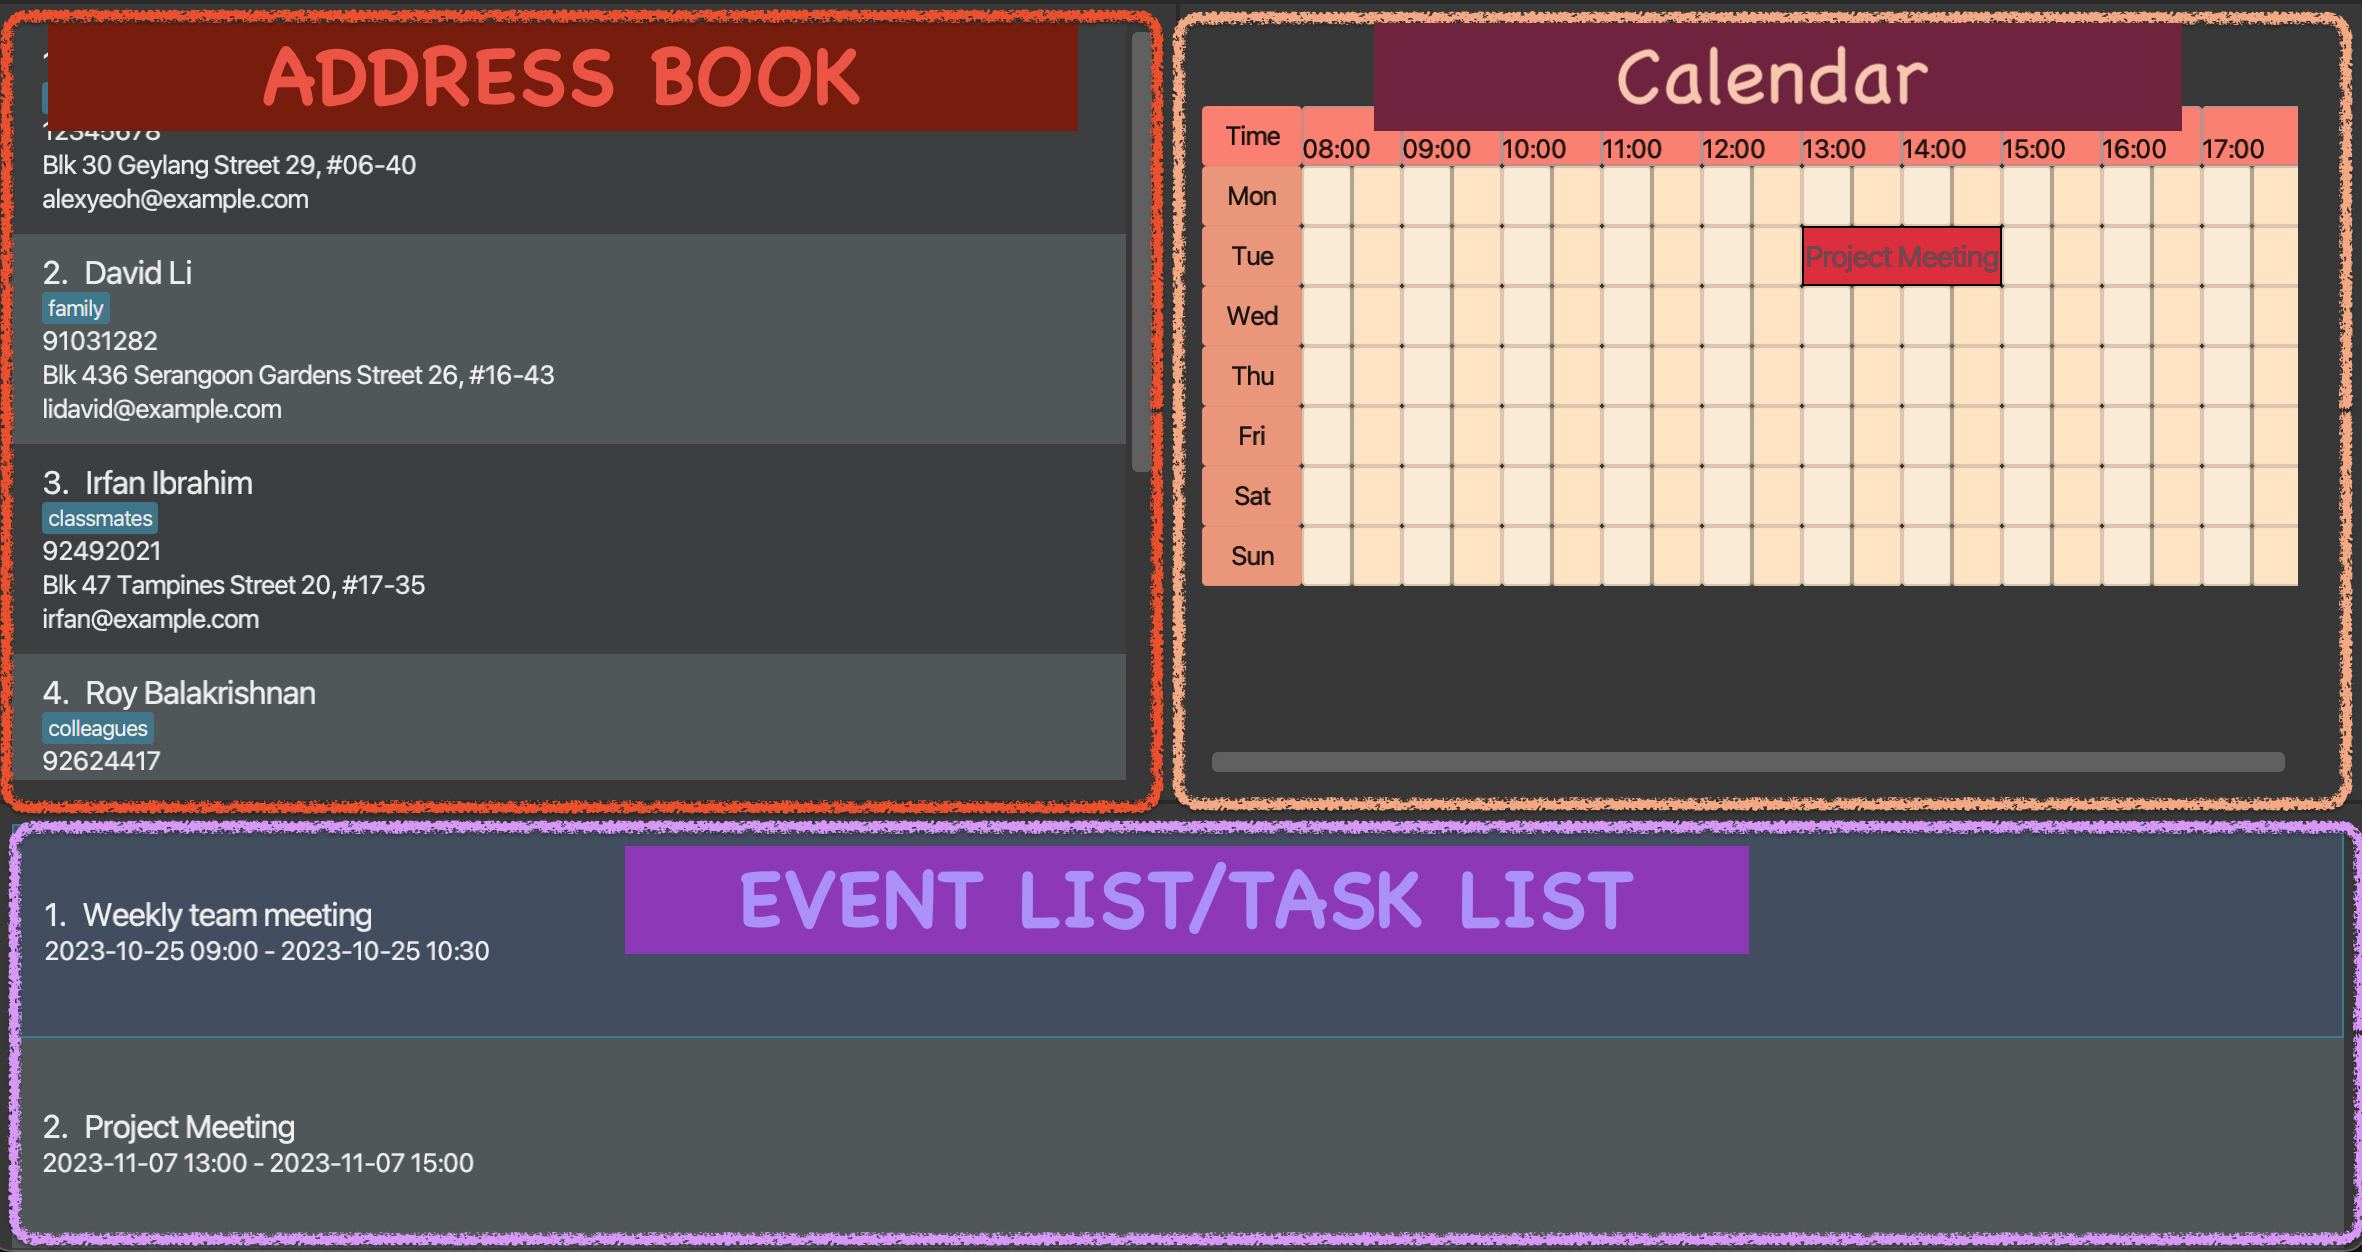 ADDRESS BOOK
12345678
Blk 30 Geylang Street 29, #06-40
alexyeoh@example.com
2. David Li
family
91031282
Blk 436 Serangoon Gardens Street 26, #16-43
lidavid@example.com
3. Irfan Ibrahim
classmates
92492021
Blk 47 Tampines Street 20, #17-35
irfan@example.com
4. Roy Balakrishnan
colleagues
92624417
Calendar
Time 08:00 09:00 10:00 11:00 12:00 13:00 14:00 15:00 16:00 17:00
Mon
Tue Project Meeting
Wed
Thu
Fri
Sat
Sun
EVENT LIST/TASK LIST
1. Weekly team meeting
2023-10-25 09:00 - 2023-10-25 10:30
2. Project Meeting
2023-11-07 13:00 - 2023-11-07 15:00